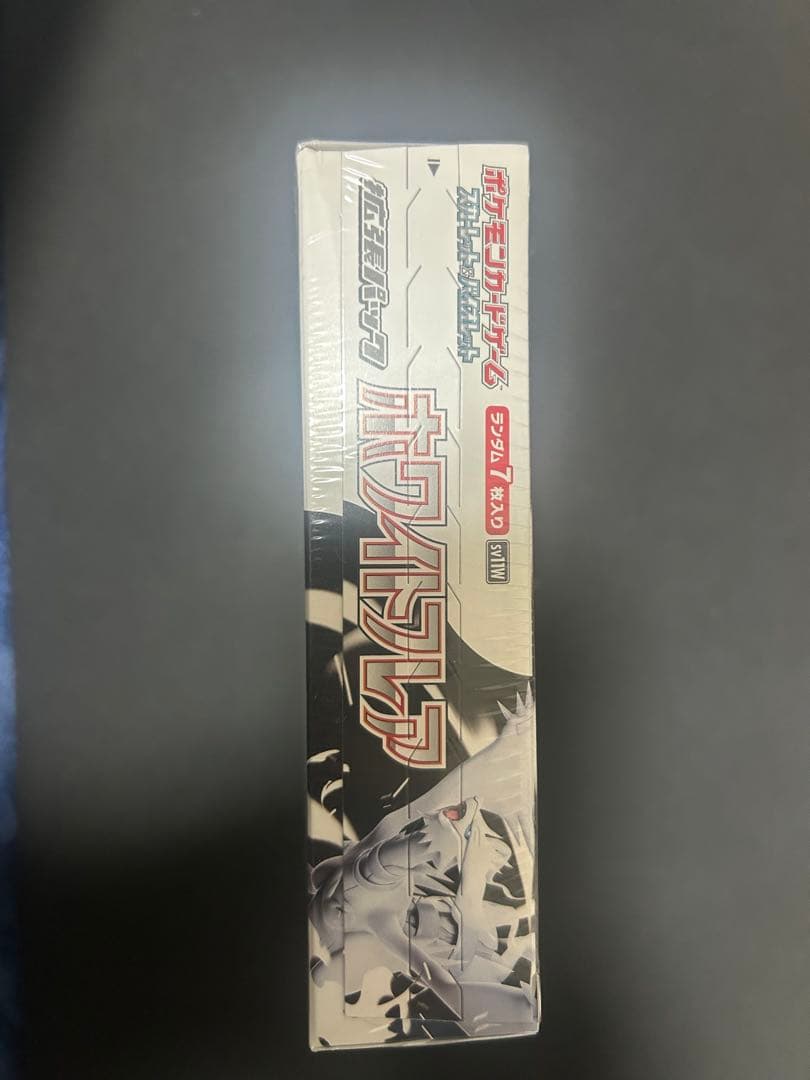 ポケモンカードゲーム
スカーレット&バイオレット
ランダム7枚入り
SV11W
拡張パック
ホワイトフレア